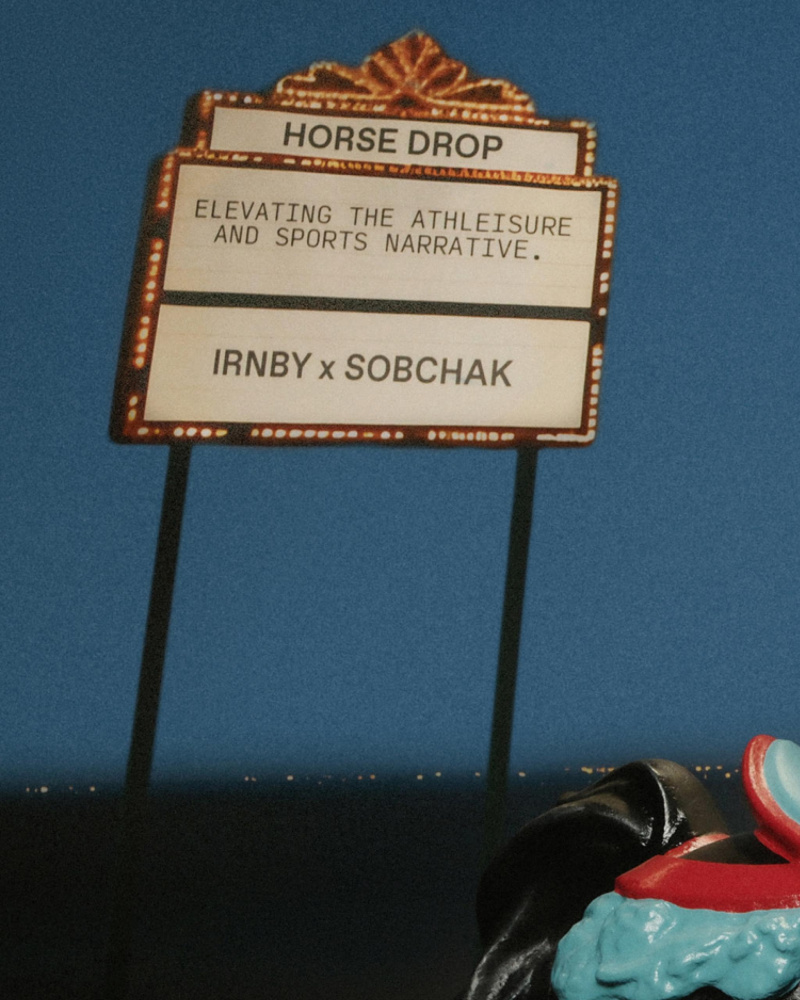 HORSE DROP
ELEVATING THE ATHLEISURE
AND SPORTS NARRATIVE.
IRNBY x SOBCHAK